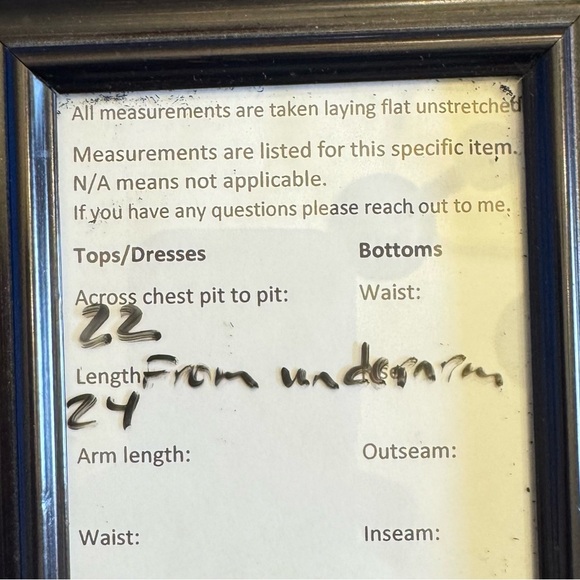 All measurements are taken laying flat unstretched
Measurements are listed for this specific item.
N/A means not applicable.
If you have any questions please reach out to me.
Tops/Dresses Bottoms
Across chest pit to pit: Waist:
22
Length: From underarm
24
Arm length: Outseam:
Waist: Inseam: